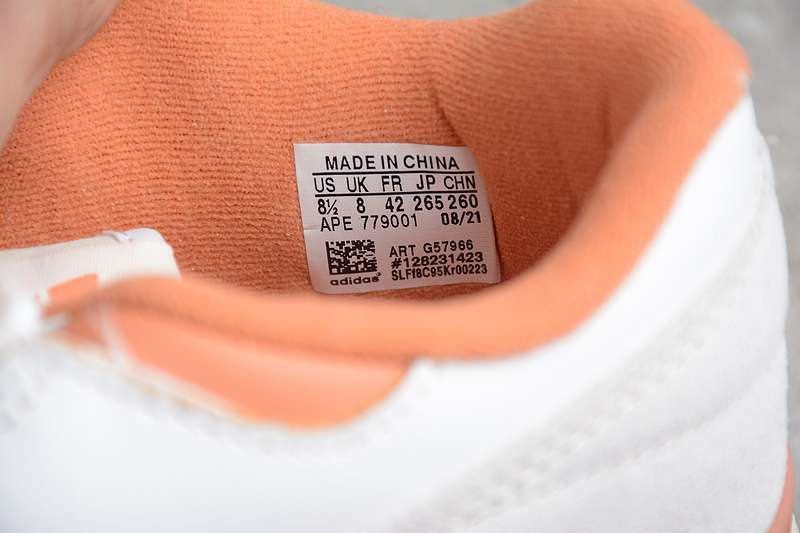 MADE IN CHINA
US UK FR JP CHN
8½ 8 42 265 260
APE 779001 08/21
ART G57966
#128231423
SLFf8C95Kr00223
adidas